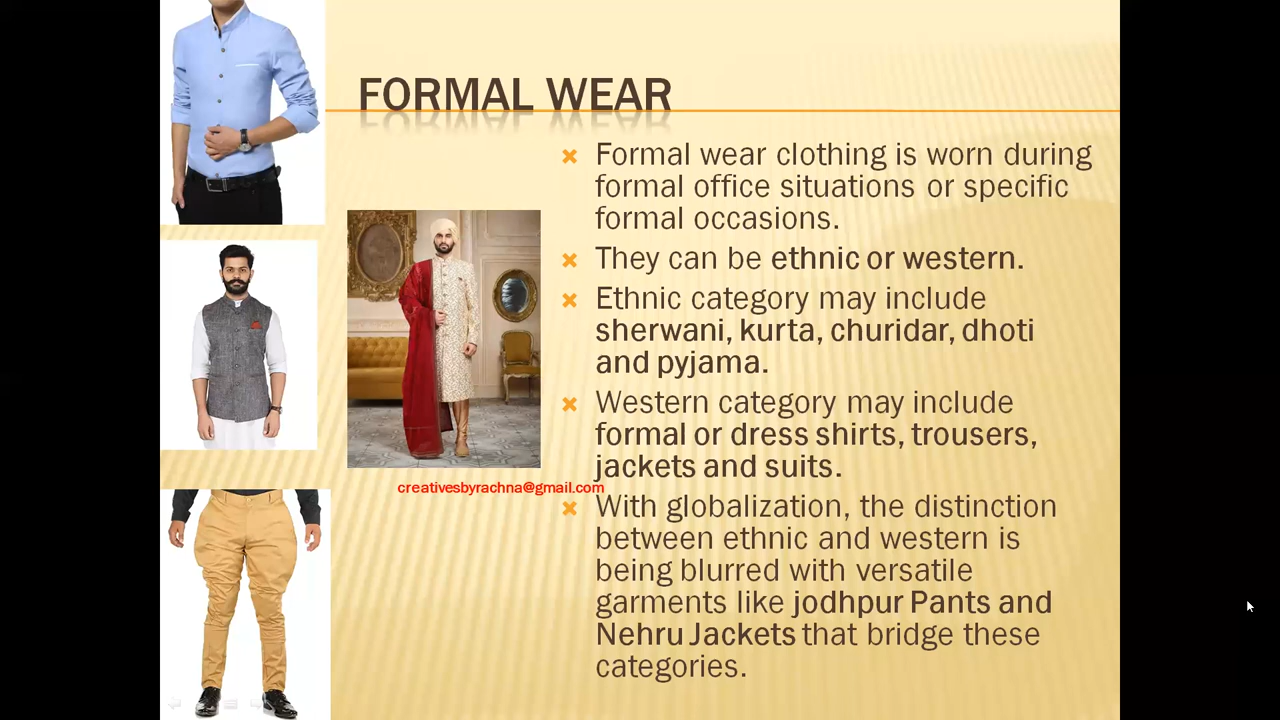 FORMAL WEAR
Formal wear clothing is worn during
formal office situations or specific
formal occasions.
They can be ethnic or western.
Ethnic category may include
sherwani, kurta, churidar, dhoti
and pyjama.
Western category may include
formal or dress shirts, trousers,
jackets and suits.
creativesbyrachna@gmail.com
With globalization, the distinction
between ethnic and western is
being blurred with versatile
garments like jodhpur Pants and
Nehru Jackets that bridge these
categories.